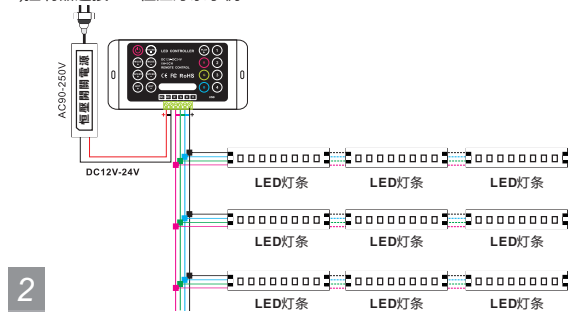 AC90-250V
恒壓開關電源
LED CONTROLLER
DC12V~DC24V
REMOTE CONTROL
CE FC RoHS
+ - - +
DC12V-24V
LED灯条 LED灯条 LED灯条
LED灯条 LED灯条 LED灯条
LED灯条 LED灯条 LED灯条
2